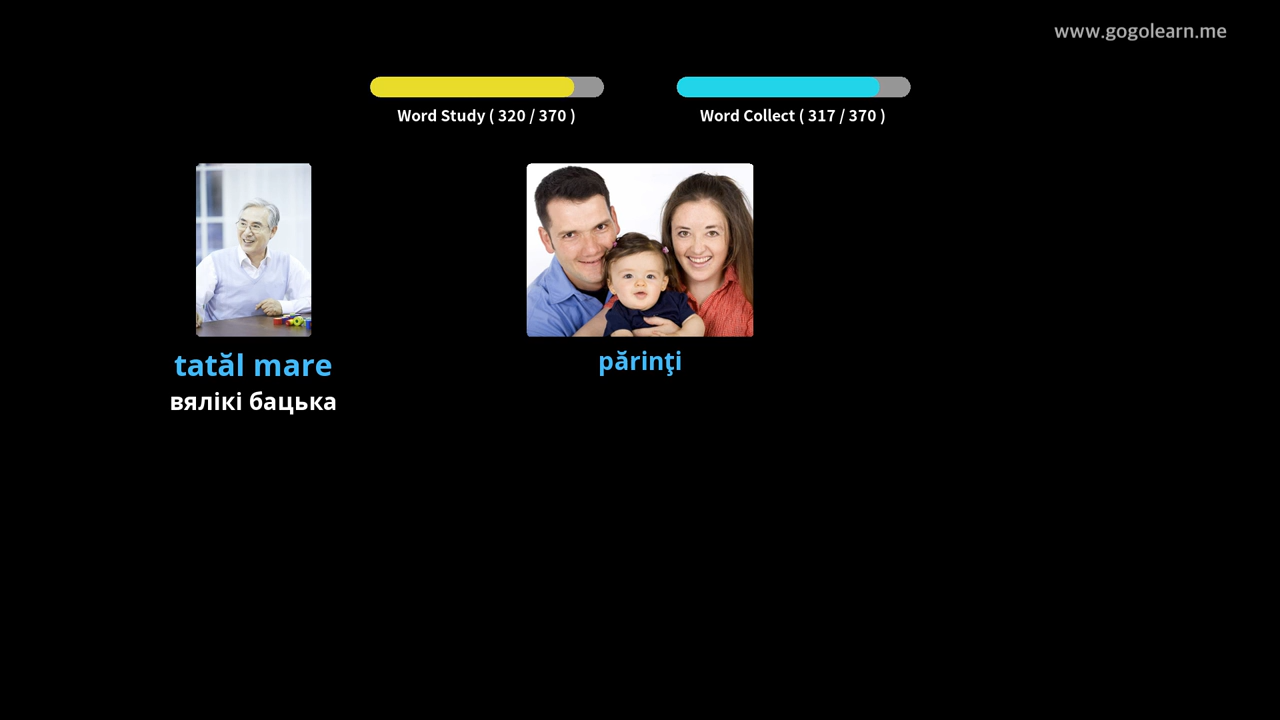 www.gogolearn.me
Word Study ( 320 / 370 )
Word Collect ( 317 / 370 )
tatăl mare
вялікі бацька
părinţi